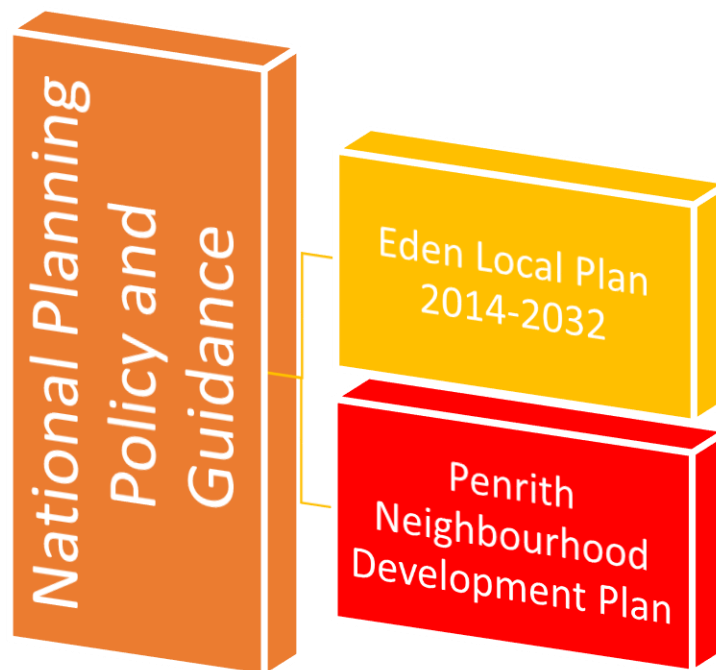 National Planning
Policy and
Guidance
Eden Local Plan
2014-2032
Penrith
Neighbourhood
Development Plan